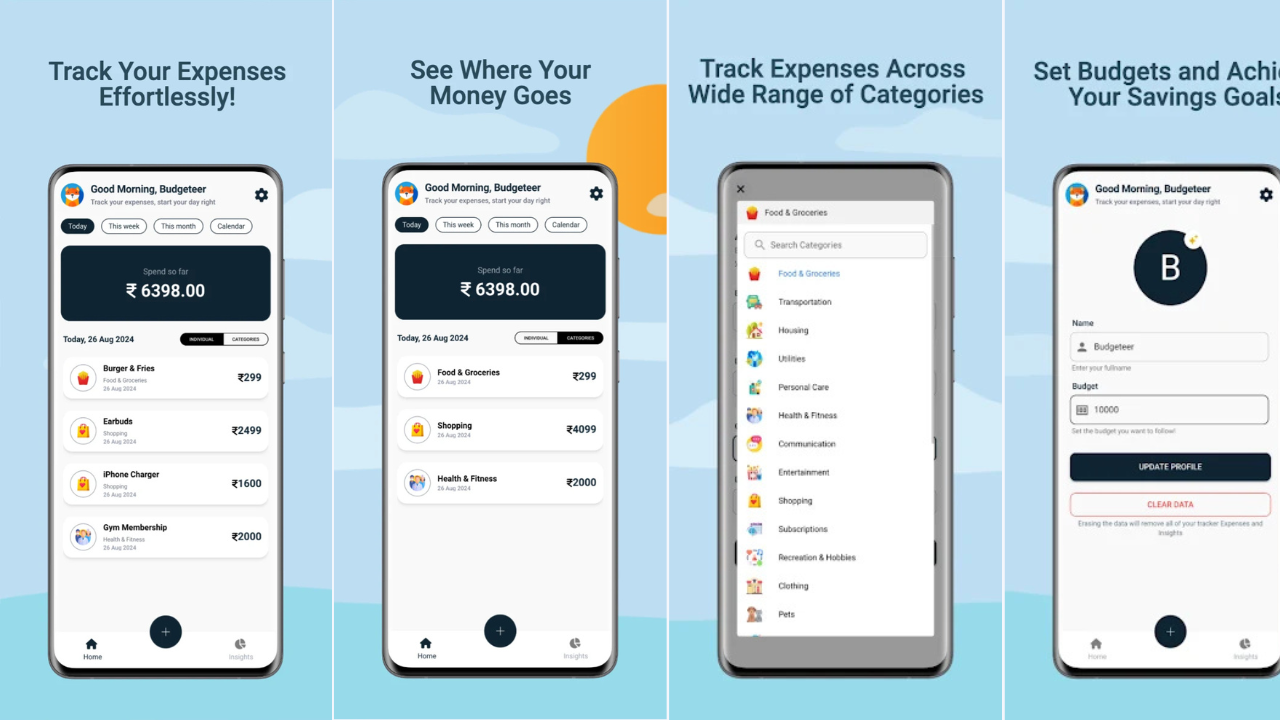 Track Your Expenses
Effortlessly!
Good Morning, Budgeteer
Track your expenses, start your day right
Today
This week
This month
Calendar
Spend so far
₹ 6398.00
Today, 26 Aug 2024
INDIVIDUAL
CATEGORIES
Burger & Fries
Food & Groceries
26 Aug 2024
₹299
Earbuds
Shopping
26 Aug 2024
₹2499
iPhone Charger
Shopping
26 Aug 2024
₹1600
Gym Membership
Health & Fitness
26 Aug 2024
₹2000
+
Home
Insights
See Where Your
Money Goes
Good Morning, Budgeteer
Track your expenses, start your day right
Today
This week
This month
Calendar
Spend so far
₹ 6398.00
Today, 26 Aug 2024
INDIVIDUAL
CATEGORIES
Food & Groceries
26 Aug 2024
₹299
Shopping
26 Aug 2024
₹4099
Health & Fitness
26 Aug 2024
₹2000
+
Home
Insights
Track Expenses Across
Wide Range of Categories
Food & Groceries
Search Categories
Food & Groceries
Transportation
Housing
Utilities
Personal Care
Health & Fitness
Communication
Entertainment
Shopping
Subscriptions
Recreation & Hobbies
Clothing
Pets
Set Budgets and Achi
Your Savings Goals
Good Morning, Budgeteer
Track your expenses, start your day right
B
Name
Budgeteer
Enter your fullname
Budget
10000
Set the budget you want to follow!
UPDATE PROFILE
CLEAR DATA
Erasing the data will remove all of your tracker Expenses and
Insights
+
Home
Insights